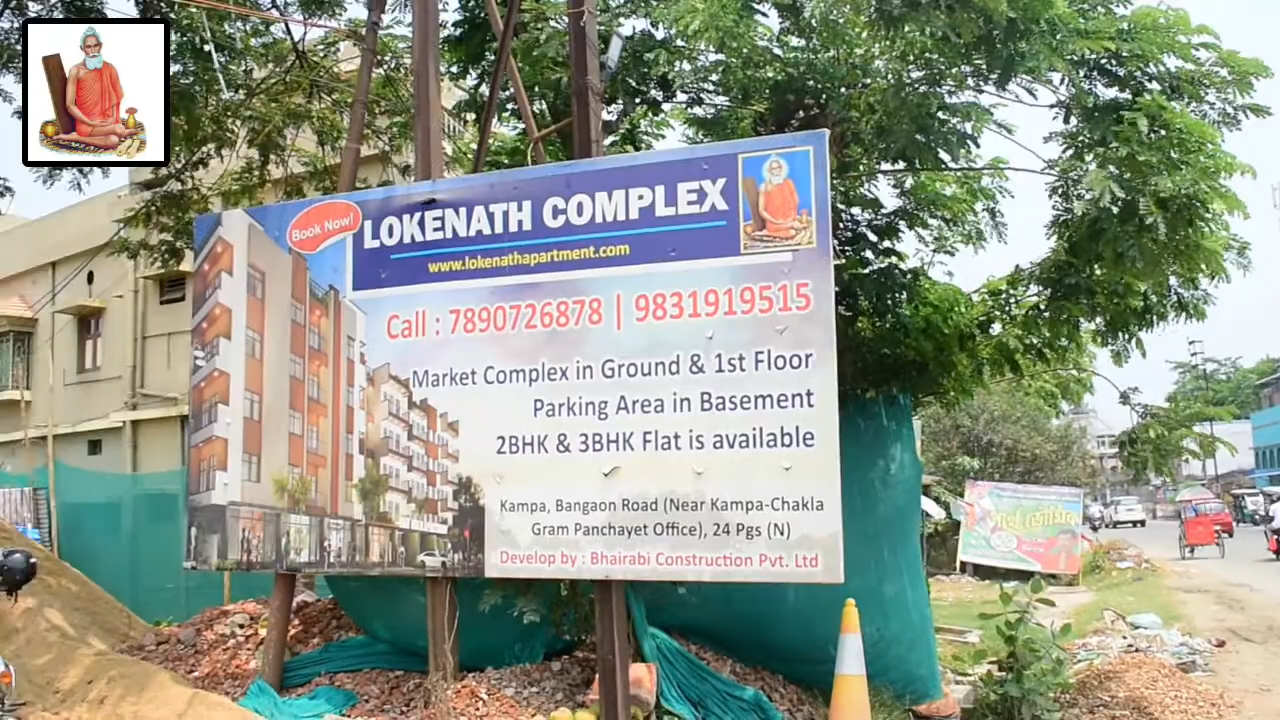 Book Now!
LOKENATH COMPLEX
www.lokenathapartment.com
Call : 7890726878 | 9831919515
Market Complex in Ground & 1st Floor
Parking Area in Basement
2BHK & 3BHK Flat is available
Kampa, Bangaon Road (Near Kampa-Chakla
Gram Panchayet Office), 24 Pgs (N)
Develop by : Bhairabi Construction Pvt. Ltd